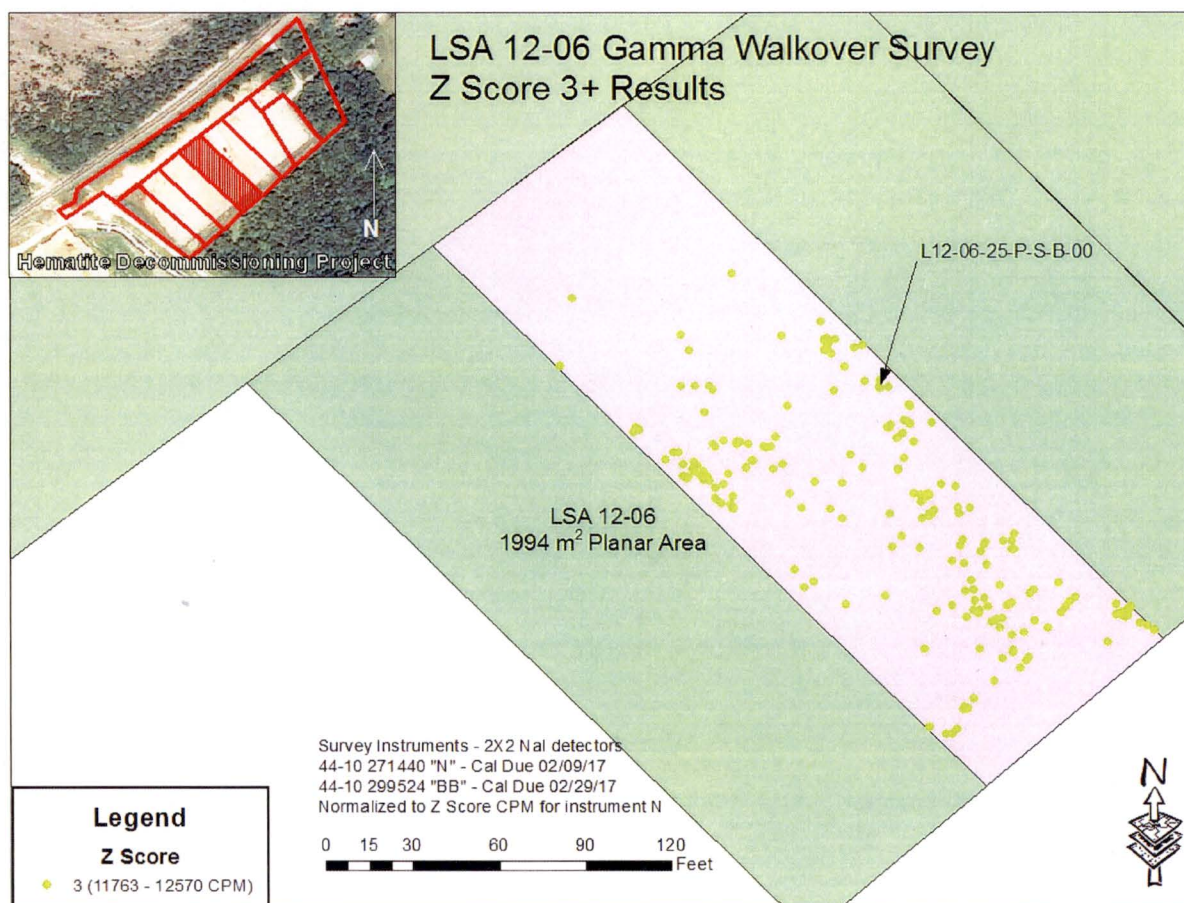 LSA 12-06 Gamma Walkover Survey
Z Score 3+ Results
N
Hematite Decommissioning Project
L12-06-25-P-S-B-00
LSA 12-06
1994 m² Planar Area
Survey Instruments - 2X2 NaI detectors
44-10 271440 "N" - Cal Due 02/09/17
44-10 299524 "BB" - Cal Due 02/29/17
Normalized to Z Score CPM for instrument N
0 15 30 60 90 120
Feet
Legend
Z Score
3 (11763 - 12570 CPM)
N